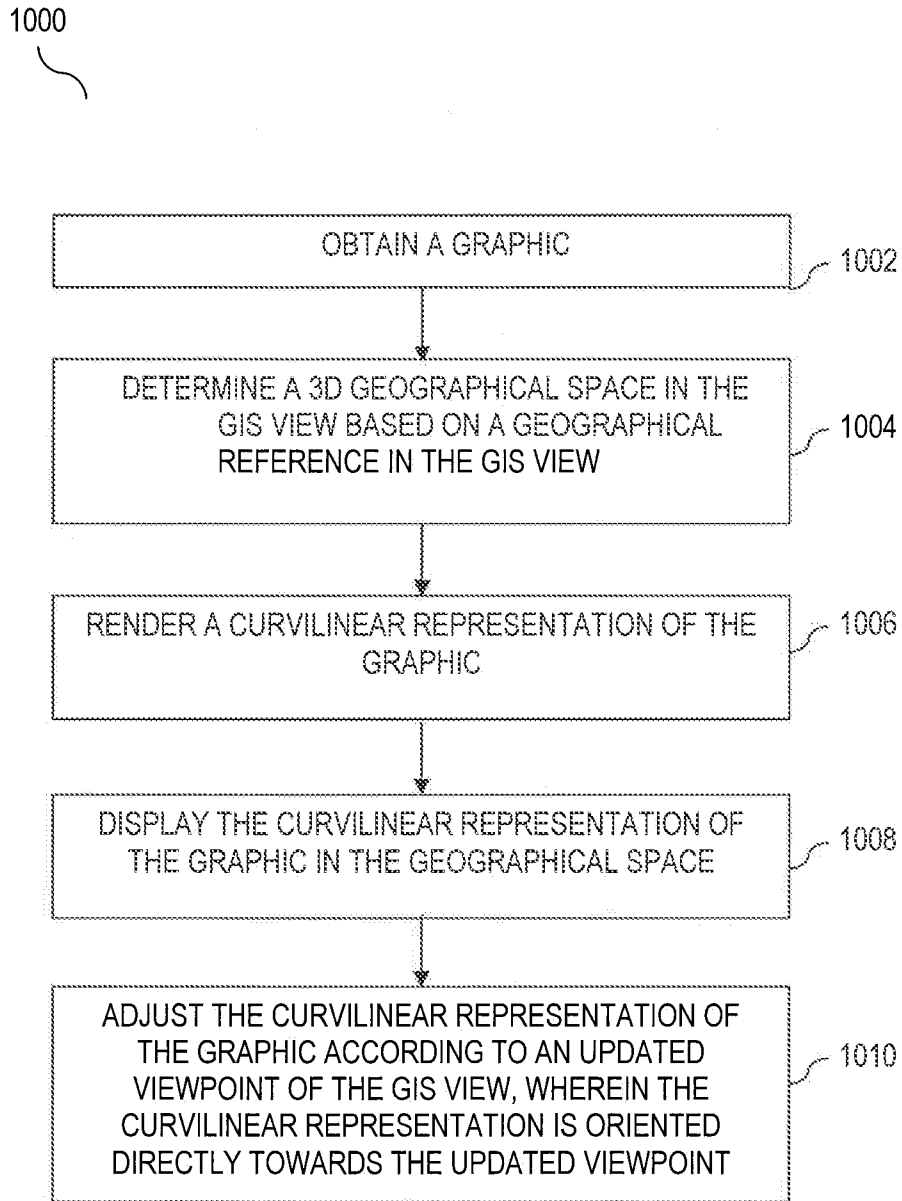 1000
OBTAIN A GRAPHIC
1002
DETERMINE A 3D GEOGRAPHICAL SPACE IN THE
GIS VIEW BASED ON A GEOGRAPHICAL
REFERENCE IN THE GIS VIEW
1004
RENDER A CURVILINEAR REPRESENTATION OF THE
GRAPHIC
1006
DISPLAY THE CURVILINEAR REPRESENTATION OF
THE GRAPHIC IN THE GEOGRAPHICAL SPACE
1008
ADJUST THE CURVILINEAR REPRESENTATION OF
THE GRAPHIC ACCORDING TO AN UPDATED
VIEWPOINT OF THE GIS VIEW, WHEREIN THE
CURVILINEAR REPRESENTATION IS ORIENTED
DIRECTLY TOWARDS THE UPDATED VIEWPOINT
1010